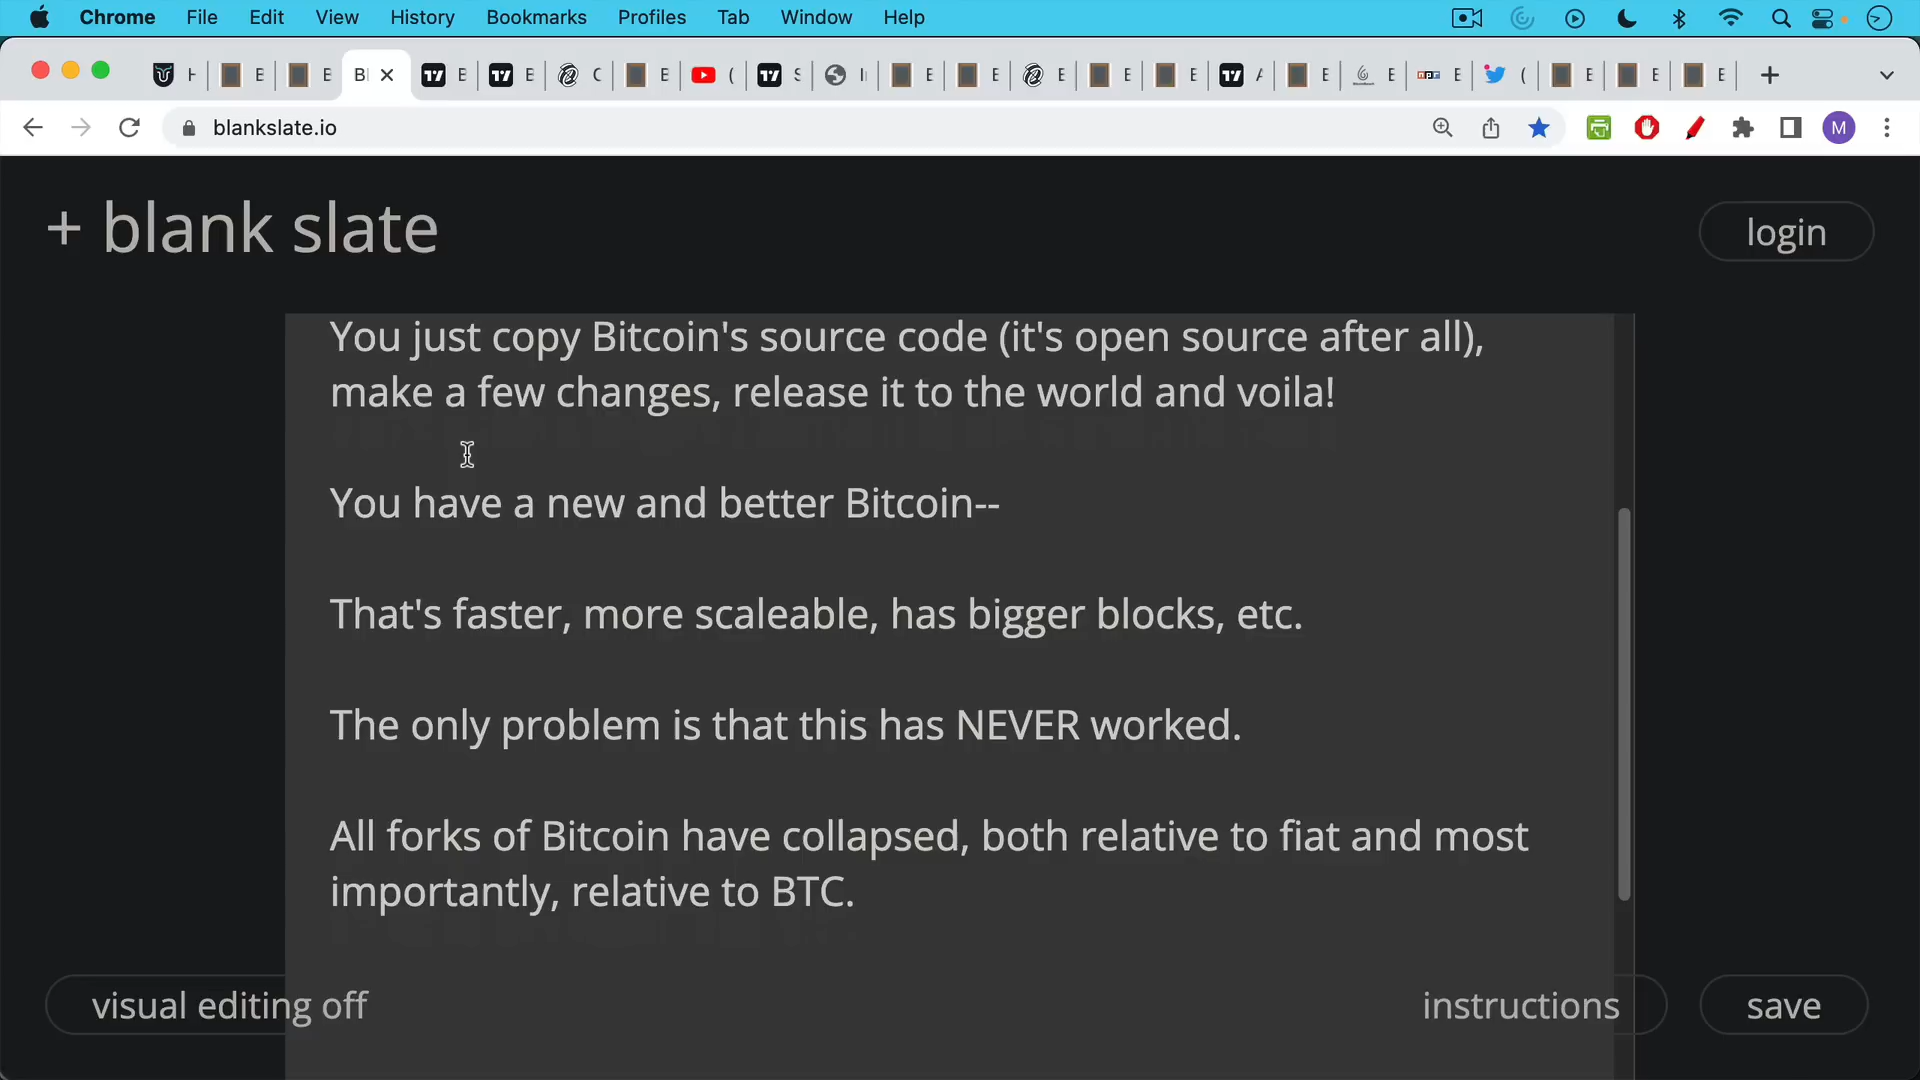 Chrome File Edit View History Bookmarks Profiles Tab Window Help
H E E Bl E E C E ( S I E E E E E A E E E ( E E E
blankslate.io M
+ blank slate
login
You just copy Bitcoin's source code (it's open source after all),
make a few changes, release it to the world and voila!
You have a new and better Bitcoin--
That's faster, more scaleable, has bigger blocks, etc.
The only problem is that this has NEVER worked.
All forks of Bitcoin have collapsed, both relative to fiat and most
importantly, relative to BTC.
visual editing off
instructions
save